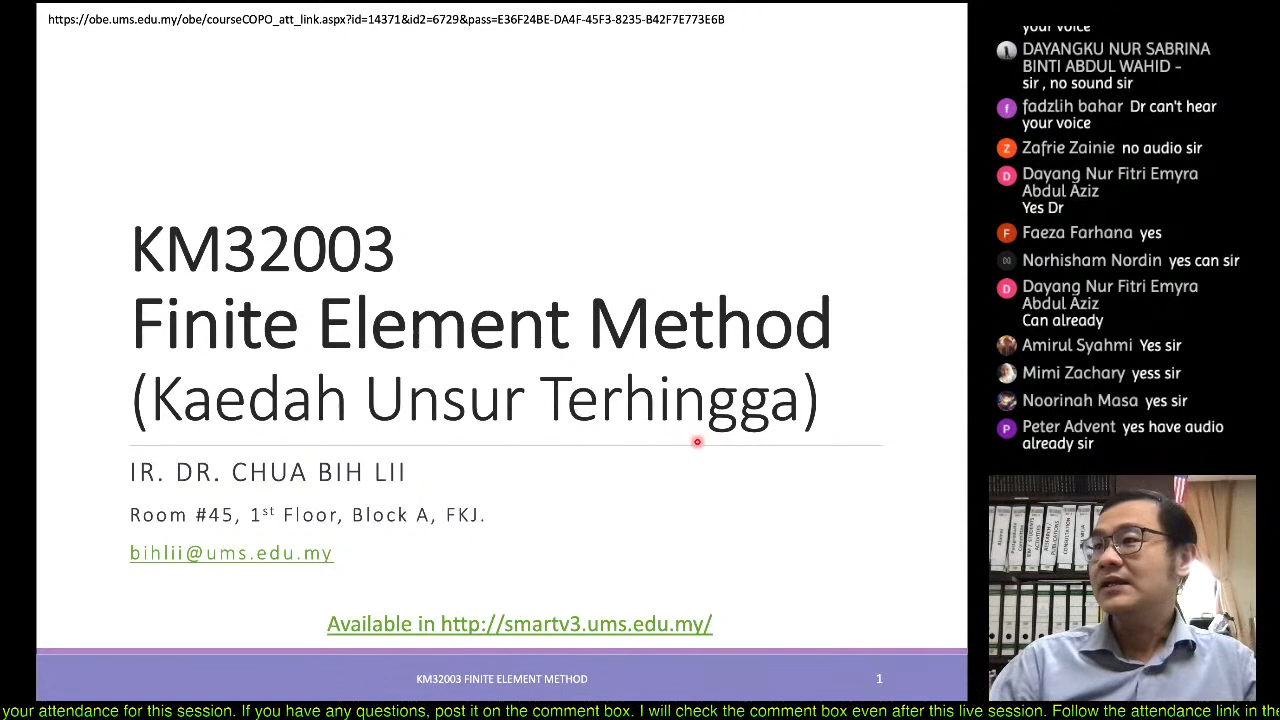 https://obe.ums.edu.my/obe/courseCOPO_att_link.aspx?id=14371&id2=6729&pass=E36F24BE-DA4F-45F3-8235-B42F7E773E6B
KM32003
Finite Element Method
(Kaedah Unsur Terhingga)
IR. DR. CHUA BIH LII
Room #45, 1st Floor, Block A, FKJ.
bihlii@ums.edu.my
Available in http://smartv3.ums.edu.my/
KM32003 FINITE ELEMENT METHOD 1
your voice
DAYANGKU NUR SABRINA
BINTI ABDUL WAHID -
sir , no sound sir
fadzlih bahar Dr can't hear
your voice
Zafrie Zainie no audio sir
Dayang Nur Fitri Emyra
Abdul Aziz
Yes Dr
Faeza Farhana yes
Norhisham Nordin yes can sir
Dayang Nur Fitri Emyra
Abdul Aziz
Can already
Amirul Syahmi Yes sir
Mimi Zachary yess sir
Noorinah Masa yes sir
Peter Advent yes have audio
already sir
your attendance for this session. If you have any questions, post it on the comment box. I will check the comment box even after this live session. Follow the attendance link in the